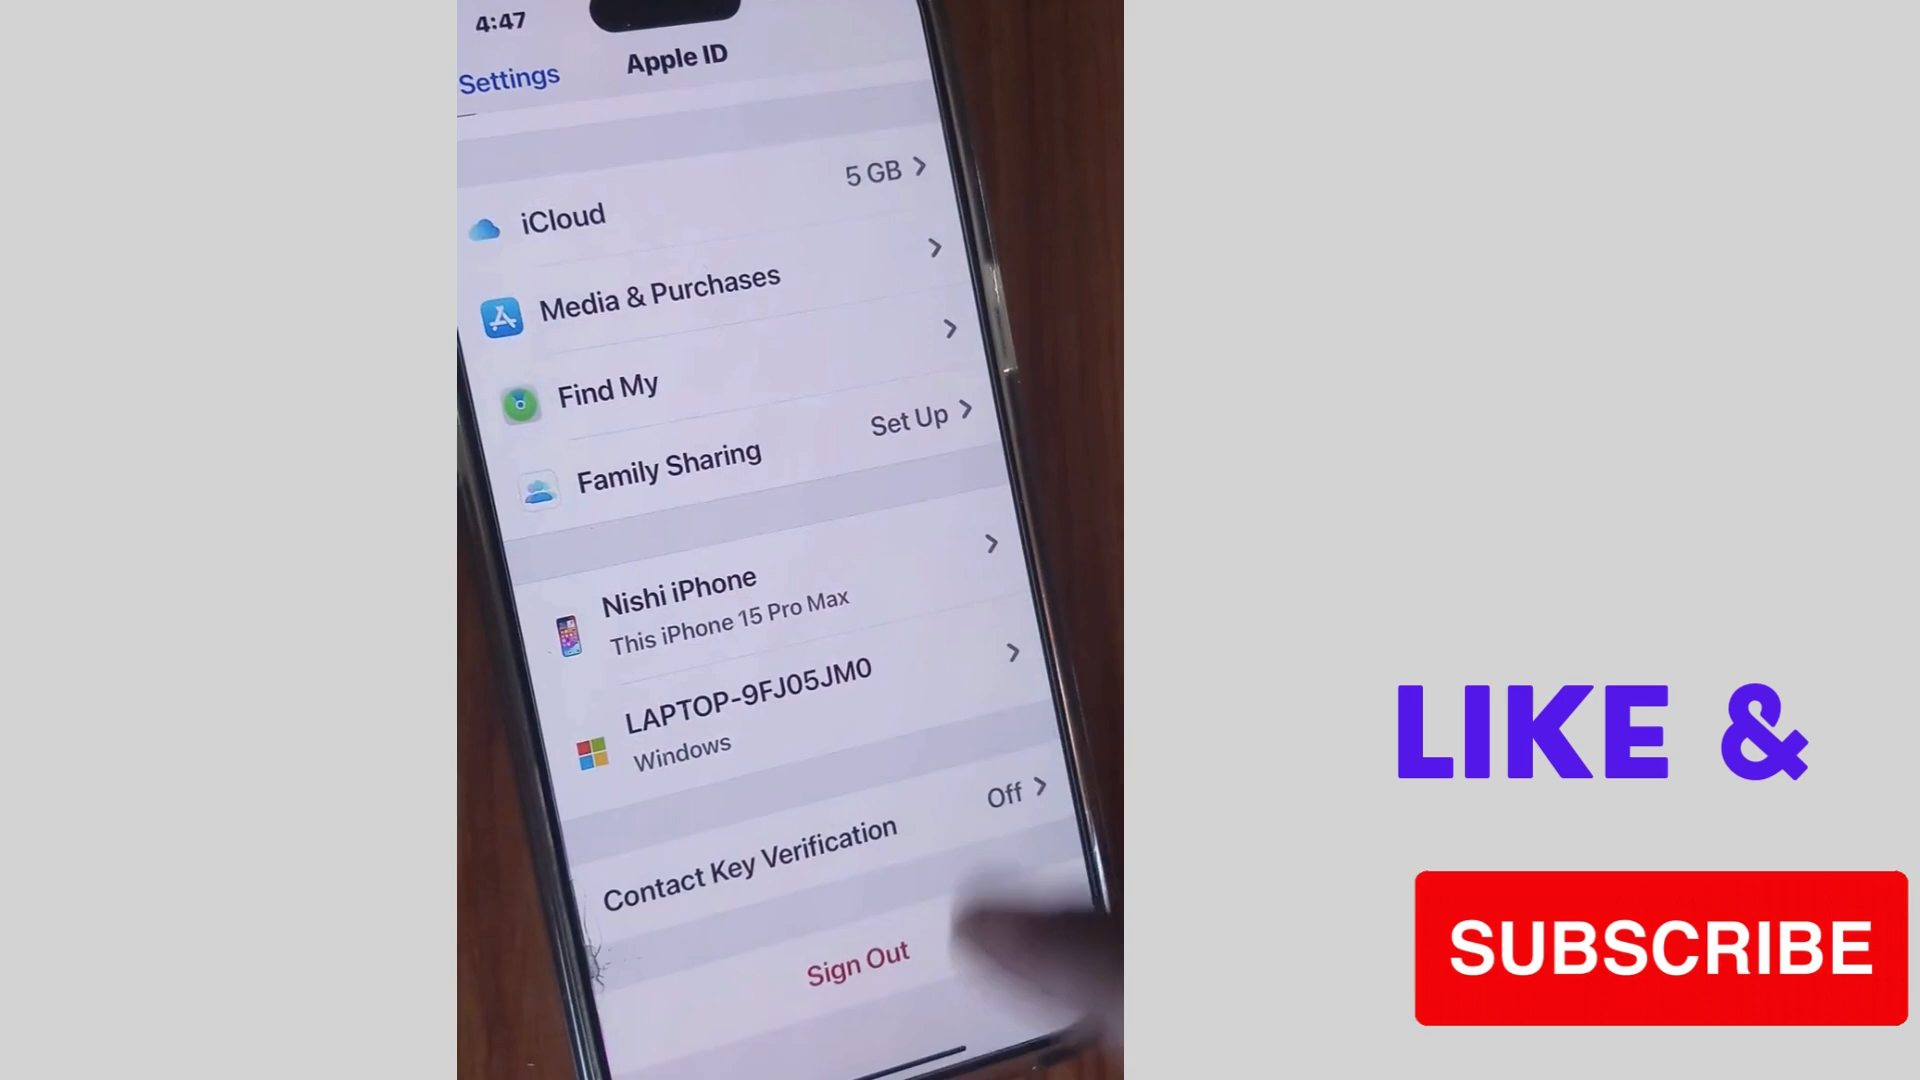 4:47
Settings
Apple ID
iCloud
5 GB
Media & Purchases
Find My
Family Sharing
Set Up
Nishi iPhone
This iPhone 15 Pro Max
LAPTOP-9FJ05JM0
Windows
Contact Key Verification
Off
Sign Out
LIKE &
SUBSCRIBE